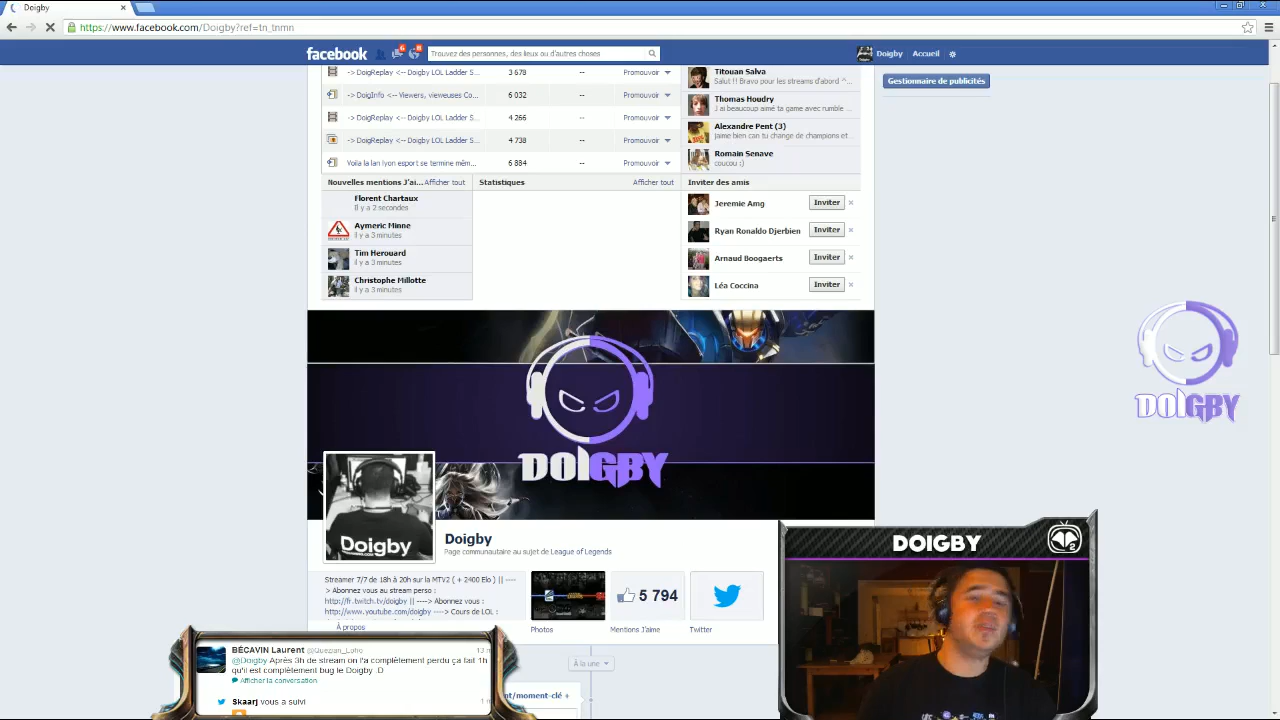 Doigby
https://www.facebook.com/Doigby?ref=tn_tnmn
facebook
Trouvez des personnes, des lieux ou d'autres choses
Doigby Accueil
-> DoigReplay <-- Doigby LOL Ladder S... 3 678 -- Promouvoir
-> DoigInfo <-- Viewers, vieweuses Co... 6 032 -- Promouvoir
-> DoigReplay <-- Doigby LOL Ladder S... 4 266 -- Promouvoir
-> DoigReplay <-- Doigby LOL Ladder S... 4 738 -- Promouvoir
Voila la lan lyon esport se termine mêm... 6 884 -- Promouvoir
Titouan Salva
Salut !! Bravo pour les streams d'abord ^...
Thomas Houdry
J ai beaucoup aimé ta game avec rumble ...
Alexandre Pent (3)
jaime bien can tu change de champions et...
Romain Senave
coucou :)
Gestionnaire de publicités
Nouvelles mentions J'ai... Afficher tout
Statistiques Afficher tout
Inviter des amis
Florent Chartaux
Il y a 2 secondes
Aymeric Minne
il y a 3 minutes
Tim Herouard
il y a 3 minutes
Christophe Millotte
il y a 3 minutes
Jeremie Amg Inviter
Ryan Ronaldo Djerbien Inviter
Arnaud Boogaerts Inviter
Léa Coccina Inviter
DOIGBY
DOIGBY
Doigby
Doigby
Page communautaire au sujet de League of Legends
Streamer 7/7 de 18h à 20h sur la MTV2 ( + 2400 Elo ) || ----
> Abonnez vous au stream perso :
http://fr.twitch.tv/doigby || ----> Abonnez vous :
http://www.youtube.com/doigby ----> Cours de LOL :
À propos
Photos
5 794
Mentions J'aime
Twitter
À la une
nt/moment-clé +
DOIGBY
2
BÉCAVIN Laurent
13 m
@Doigby Après 3h de stream on l'a complètement perdu ça fait 1h
qu'il est complètement bug le Doigby :D
Afficher la conversation
Skaarj vous a suivi
1 m